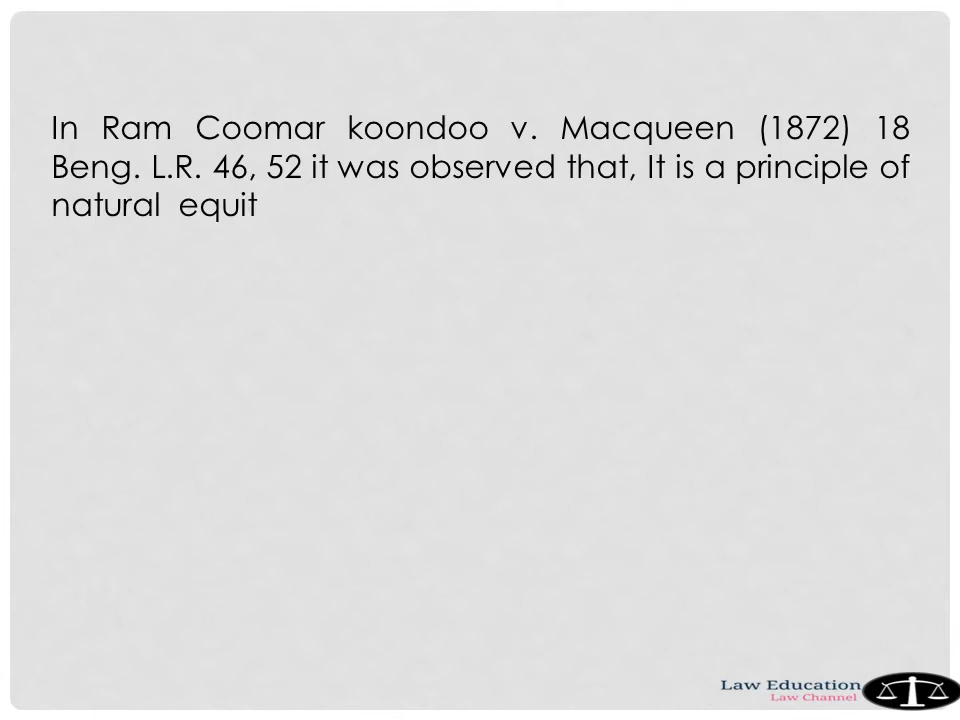 In Ram Coomar koondoo v. Macqueen (1872) 18
Beng. L.R. 46, 52 it was observed that, It is a principle of
natural equit
Law Education
Law Channel